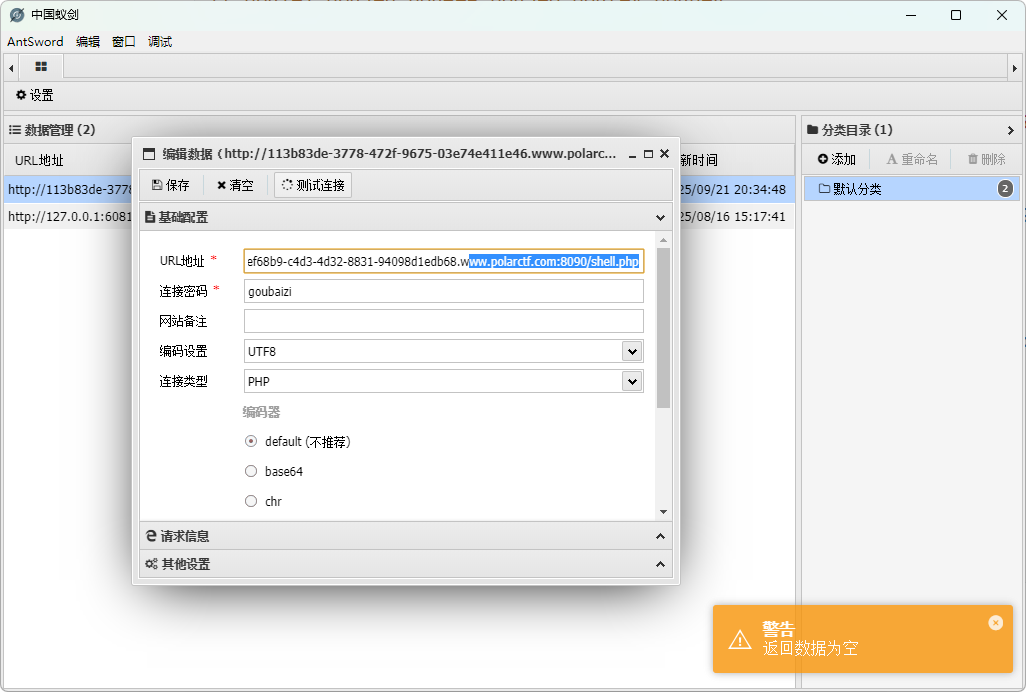 中国蚁剑
AntSword 编辑 窗口 调试
设置
数据管理 (2)
分类目录 (1)
URL地址
新时间
添加 重命名 删除
http://113b83de-3778
25/09/21 20:34:48
默认分类 2
http://127.0.0.1:6081
25/08/16 15:17:41
编辑数据 (http://113b83de-3778-472f-9675-03e74e411e46.www.polarc...
保存 清空 测试连接
基础配置
URL地址 * ef68b9-c4d3-4d32-8831-94098d1edb68.www.polarctf.com:8090/shell.php
连接密码 * goubaizi
网站备注
编码设置 UTF8
连接类型 PHP
编码器
default (不推荐)
base64
chr
请求信息
其他设置
警告
返回数据为空